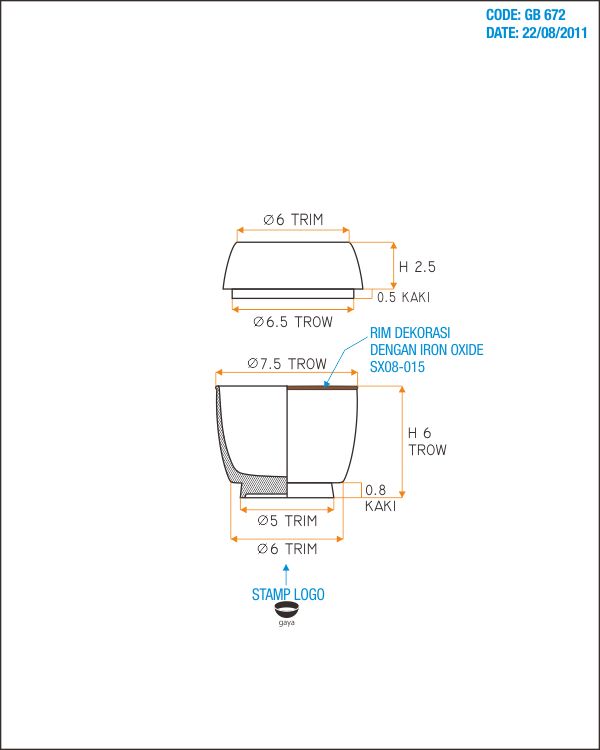 CODE: GB 672
DATE: 22/08/2011
∅6 TRIM
H 2.5
0.5 KAKI
∅6.5 TROW
RIM DEKORASI
DENGAN IRON OXIDE
SX08-015
∅7.5 TROW
H 6
TROW
0.8
KAKI
∅5 TRIM
∅6 TRIM
STAMP LOGO
gaya